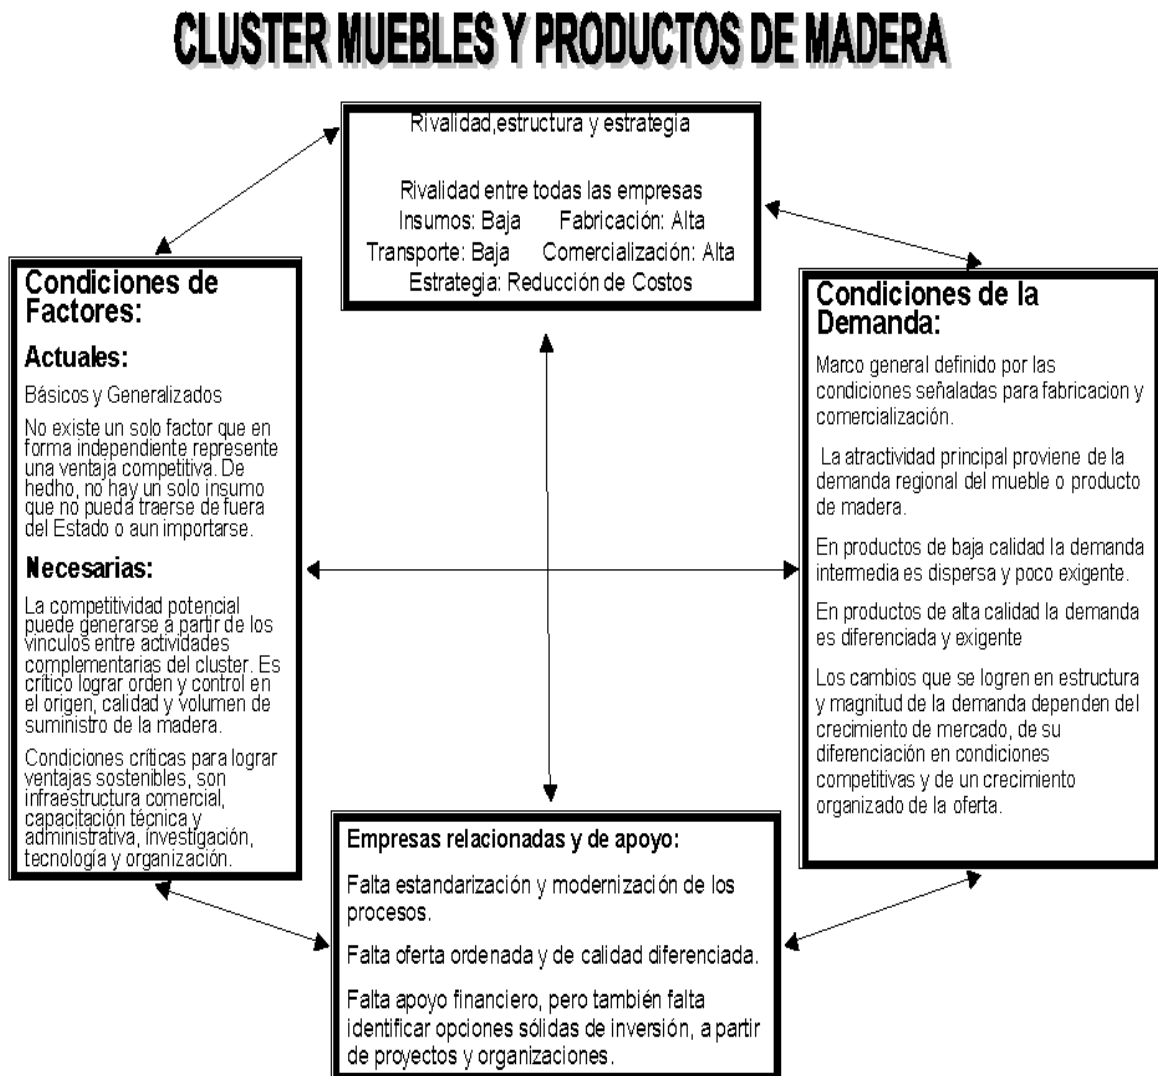 CLUSTER MUEBLES Y PRODUCTOS DE MADERA
Rivalidad,estructura y estrategia
Rivalidad entre todas las empresas
Insumos: Baja Fabricación: Alta
Transporte: Baja Comercialización: Alta
Estrategia: Reducción de Costos
Condiciones de
Factores:
Actuales:
Básicos y Generalizados
No existe un solo factor que en
forma independiente represente
una ventaja competitiva. De
hedho, no hay un solo insumo
que no pueda traerse de fuera
del Estado o aun importarse.
Necesarias:
La competitividad potencial
puede generarse a partir de los
vinculos entre actividades
complementarias del cluster. Es
crítico lograr orden y control en
el origen, calidad y volumen de
suministro de la madera.
Condiciones críticas para lograr
ventajas sostenibles, son
infraestructura comercial,
capacitación técnica y
administrativa, investigación,
tecnología y organización.
Condiciones de la
Demanda:
Marco general definido por las
condiciones señaladas para fabricacion y
comercialización.
La atractividad principal proviene de la
demanda regional del mueble o producto
de madera.
En productos de baja calidad la demanda
intermedia es dispersa y poco exigente.
En productos de alta calidad la demanda
es diferenciada y exigente
Los cambios que se logren en estructura
y magnitud de la demanda dependen del
crecimiento de mercado, de su
diferenciación en condiciones
competitivas y de un crecimiento
organizado de la oferta.
Empresas relacionadas y de apoyo:
Falta estandarización y modernización de los
procesos.
Falta oferta ordenada y de calidad diferenciada.
Falta apoyo financiero, pero también falta
identificar opciones sólidas de inversión, a partir
de proyectos y organizaciones.